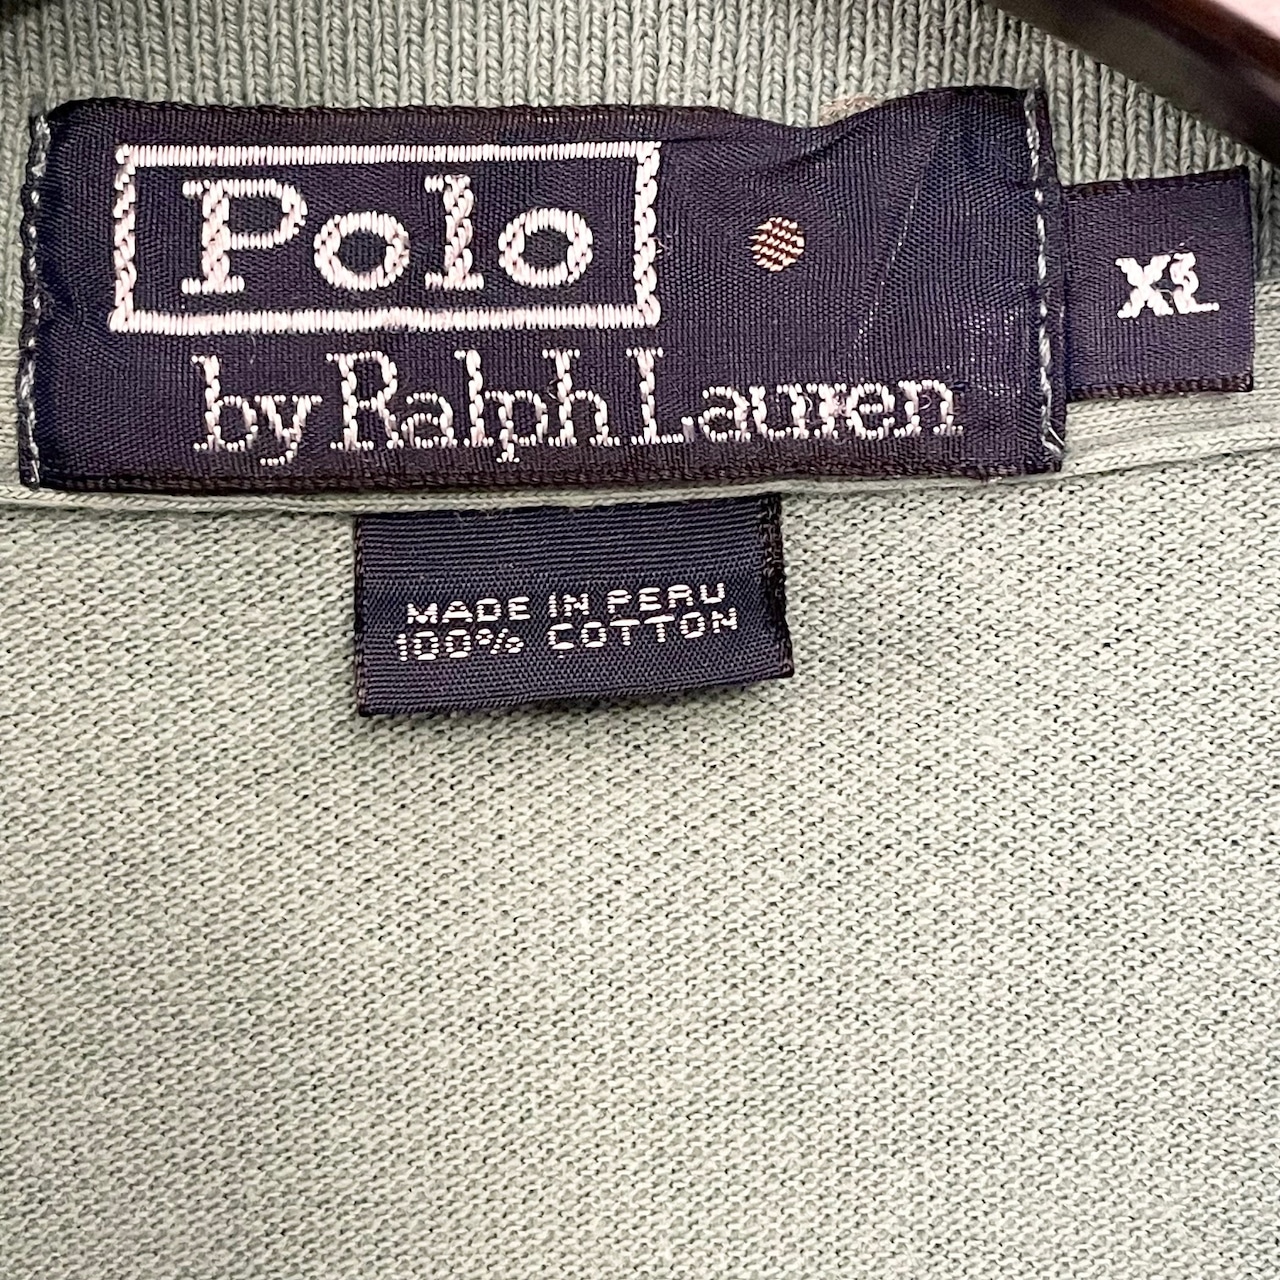 Polo
by Ralph Lauren
XL
MADE IN PERU
100% COTTON